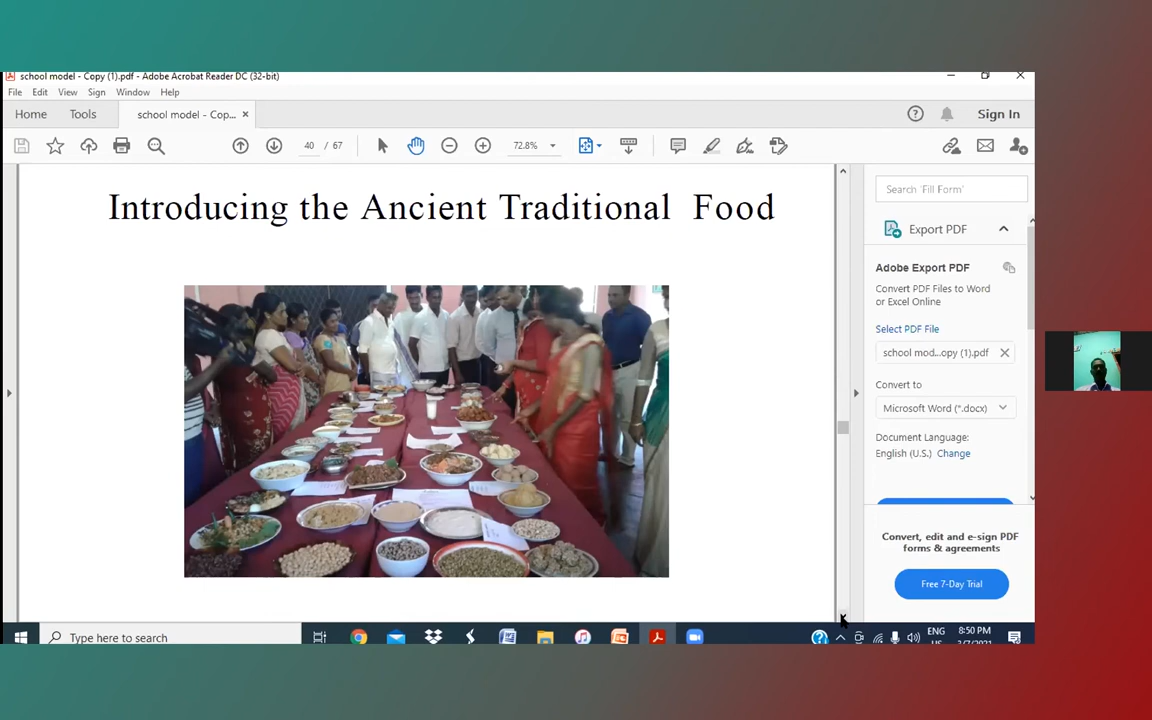 school model - Copy (1).pdf - Adobe Acrobat Reader DC (32-bit)
File Edit View Sign Window Help
Home Tools school model - Cop... × Sign In
40 / 67 72.8%
Introducing the Ancient Traditional Food
Search 'Fill Form'
Export PDF
Adobe Export PDF
Convert PDF Files to Word
or Excel Online
Select PDF File
school mod...opy (1).pdf
Convert to
Microsoft Word (*.docx)
Document Language:
English (U.S.) Change
Convert, edit and e-sign PDF
forms & agreements
Free 7-Day Trial
Type here to search
ENG
8:50 PM